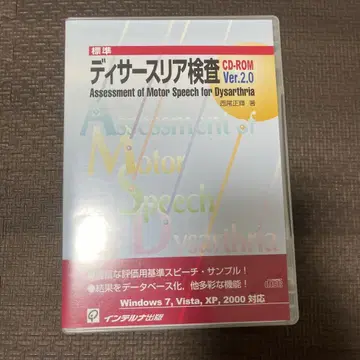 標準
ディサースリア検査 CD-ROM Ver.2.0
Assessment of Motor Speech for Dysarthria
西尾正輝 著
Assessment of
Motor
Speech
Dysarthria
評価用基準スピーチ・サンプル!
●結果をデータベース化、他多彩な機能!
Windows 7, Vista, XP, 2000 対応
インテルナ出版